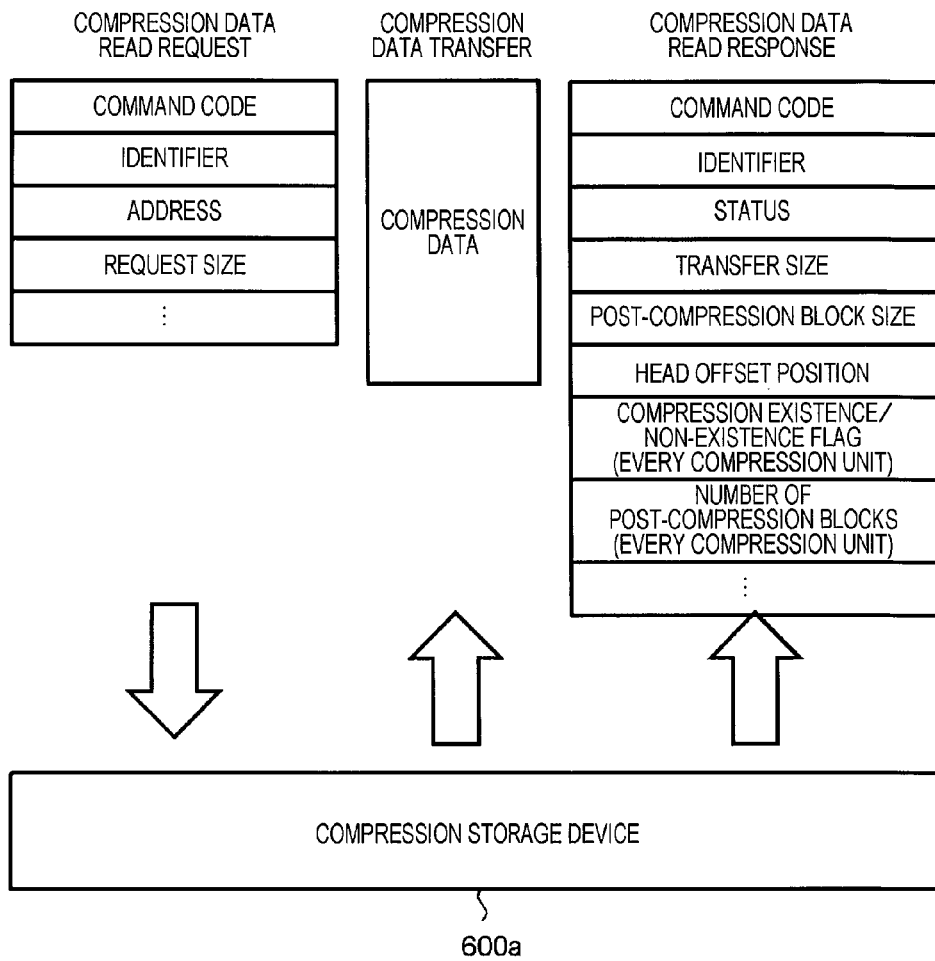 COMPRESSION DATA
READ REQUEST
COMMAND CODE
IDENTIFIER
ADDRESS
REQUEST SIZE
⋮
COMPRESSION
DATA TRANSFER
COMPRESSION
DATA
COMPRESSION DATA
READ RESPONSE
COMMAND CODE
IDENTIFIER
STATUS
TRANSFER SIZE
POST-COMPRESSION BLOCK SIZE
HEAD OFFSET POSITION
COMPRESSION EXISTENCE/
NON-EXISTENCE FLAG
(EVERY COMPRESSION UNIT)
NUMBER OF
POST-COMPRESSION BLOCKS
(EVERY COMPRESSION UNIT)
⋮
COMPRESSION STORAGE DEVICE
600a